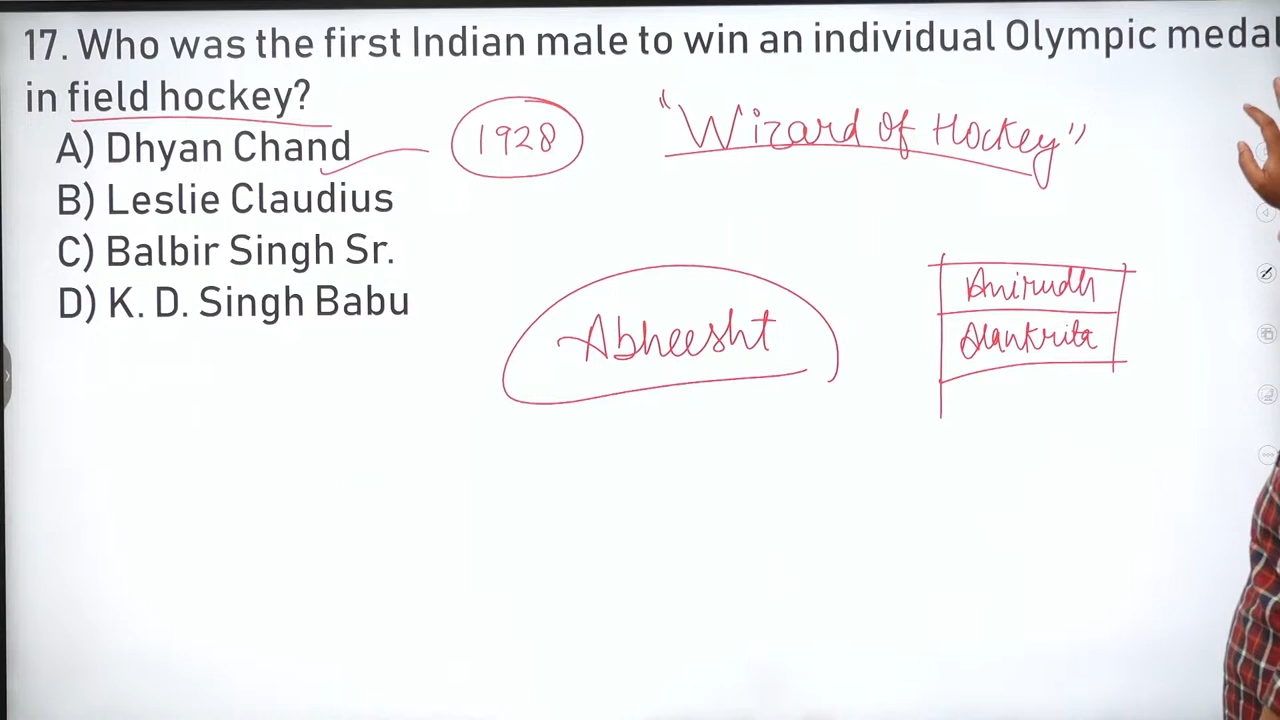 17. Who was the first Indian male to win an individual Olympic medal
in field hockey?
A) Dhyan Chand
1928
"Wizard of Hockey"
B) Leslie Claudius
C) Balbir Singh Sr.
D) K. D. Singh Babu
Abheesht
Anirudh
Alankrita